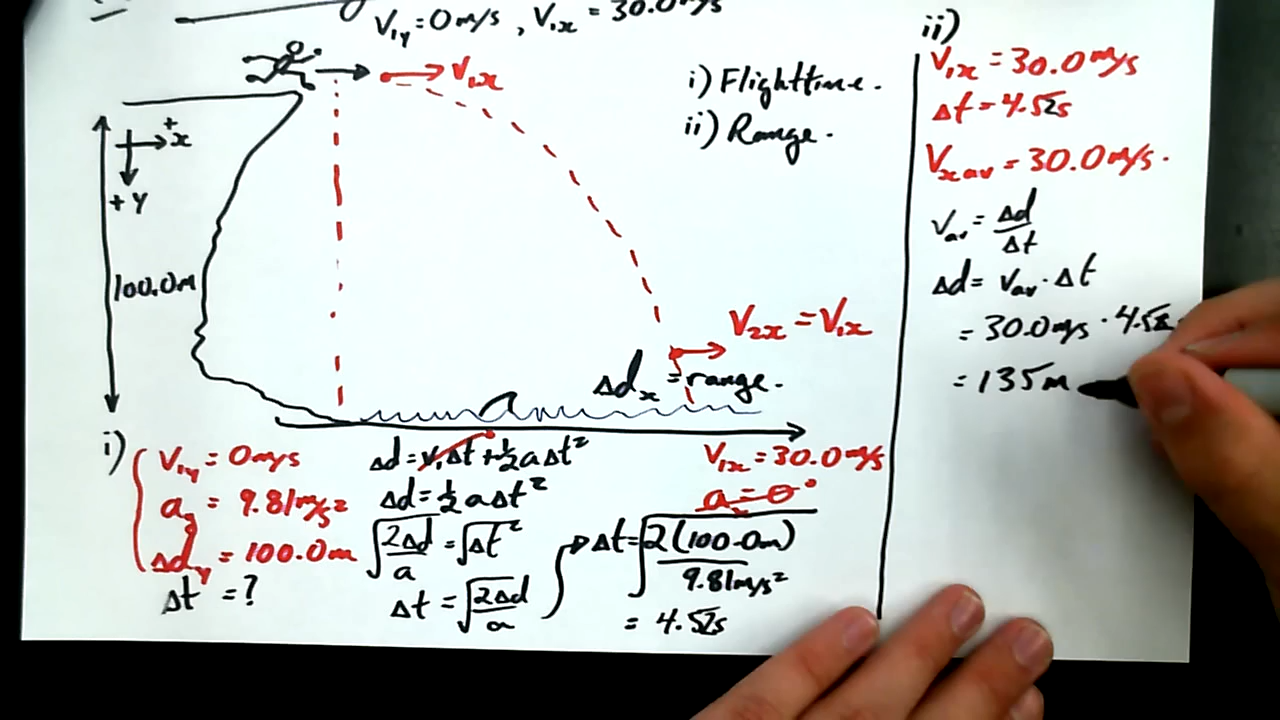 V₁y = 0 m/s , V₁x = 30.0 m/s
V₁x
i) Flighttime.
ii) Range.
+
x
+y
100.0m
V₂x = V₁x
Δdx = range.
i)
V₁y = 0 m/s
ay = 9.81 m/s²
Δdy = 100.0m
Δt = ?
Δd = v₁Δt + ½aΔt²
Δd = ½aΔt²
√(2Δd/a) = √Δt²
Δt = √(2Δd/a)
V₁x = 30.0 m/s
a = 0
Δt = √(2(100.0m)/9.81 m/s²)
= 4.52s
ii)
V₁x = 30.0 m/s
Δt = 4.52s
Vx av = 30.0 m/s.
Vav = Δd/Δt
Δd = Vav · Δt
= 30.0 m/s · 4.52
= 135m